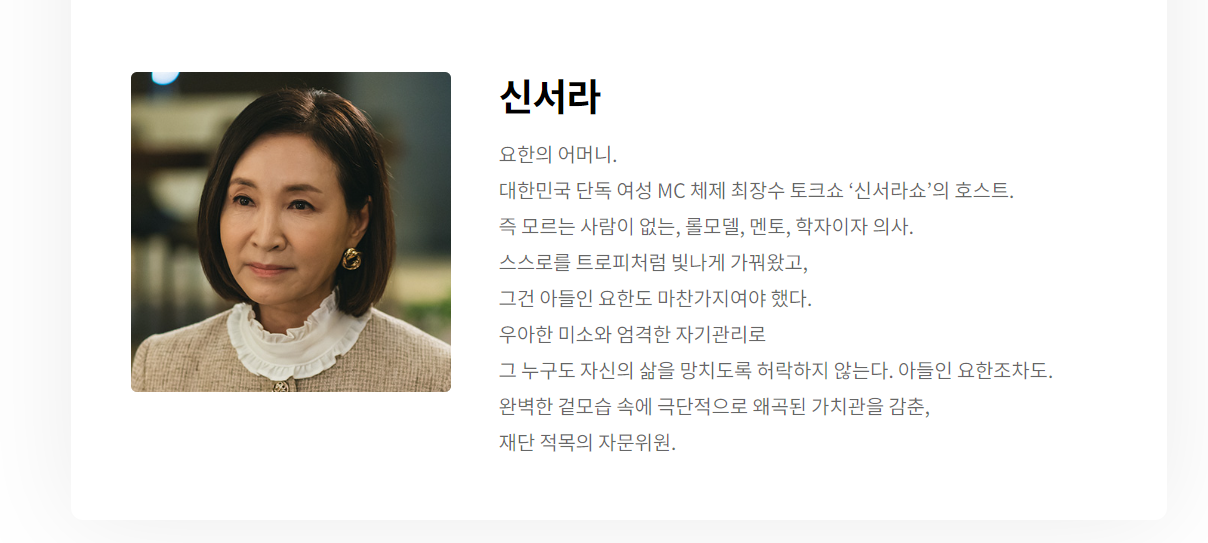 신서라
요한의 어머니.
대한민국 단독 여성 MC 체제 최장수 토크쇼 ‘신서라쇼’의 호스트.
즉 모르는 사람이 없는, 롤모델, 멘토, 학자이자 의사.
스스로를 트로피처럼 빛나게 가꿔왔고,
그건 아들인 요한도 마찬가지여야 했다.
우아한 미소와 엄격한 자기관리로
그 누구도 자신의 삶을 망치도록 허락하지 않는다. 아들인 요한조차도.
완벽한 겉모습 속에 극단적으로 왜곡된 가치관을 감춘,
재단 적목의 자문위원.